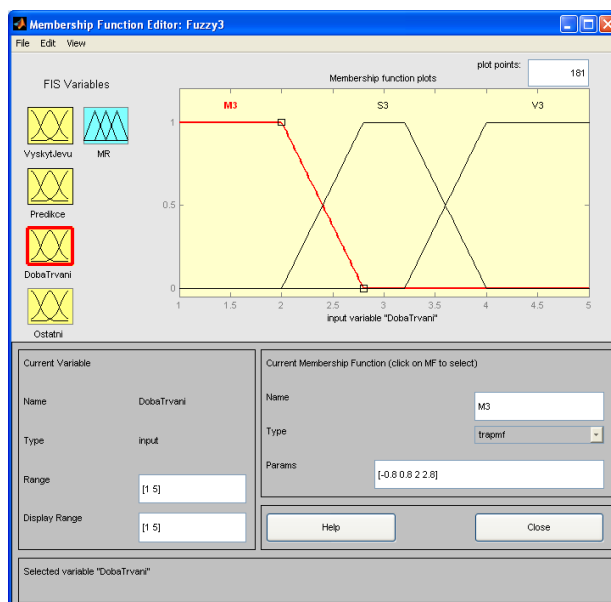 Membership Function Editor: Fuzzy3
File Edit View
FIS Variables
VyskytJevu MR
Predikce
DobaTrvani
Ostatni
plot points: 181
Membership function plots
M3 S3 V3
1
0.5
0
1 1.5 2 2.5 3 3.5 4 4.5 5
input variable "DobaTrvani"
Current Variable
Name DobaTrvani
Type input
Range [1 5]
Display Range [1 5]
Current Membership Function (click on MF to select)
Name M3
Type trapmf
Params [-0.8 0.8 2 2.8]
Help Close
Selected variable "DobaTrvani"